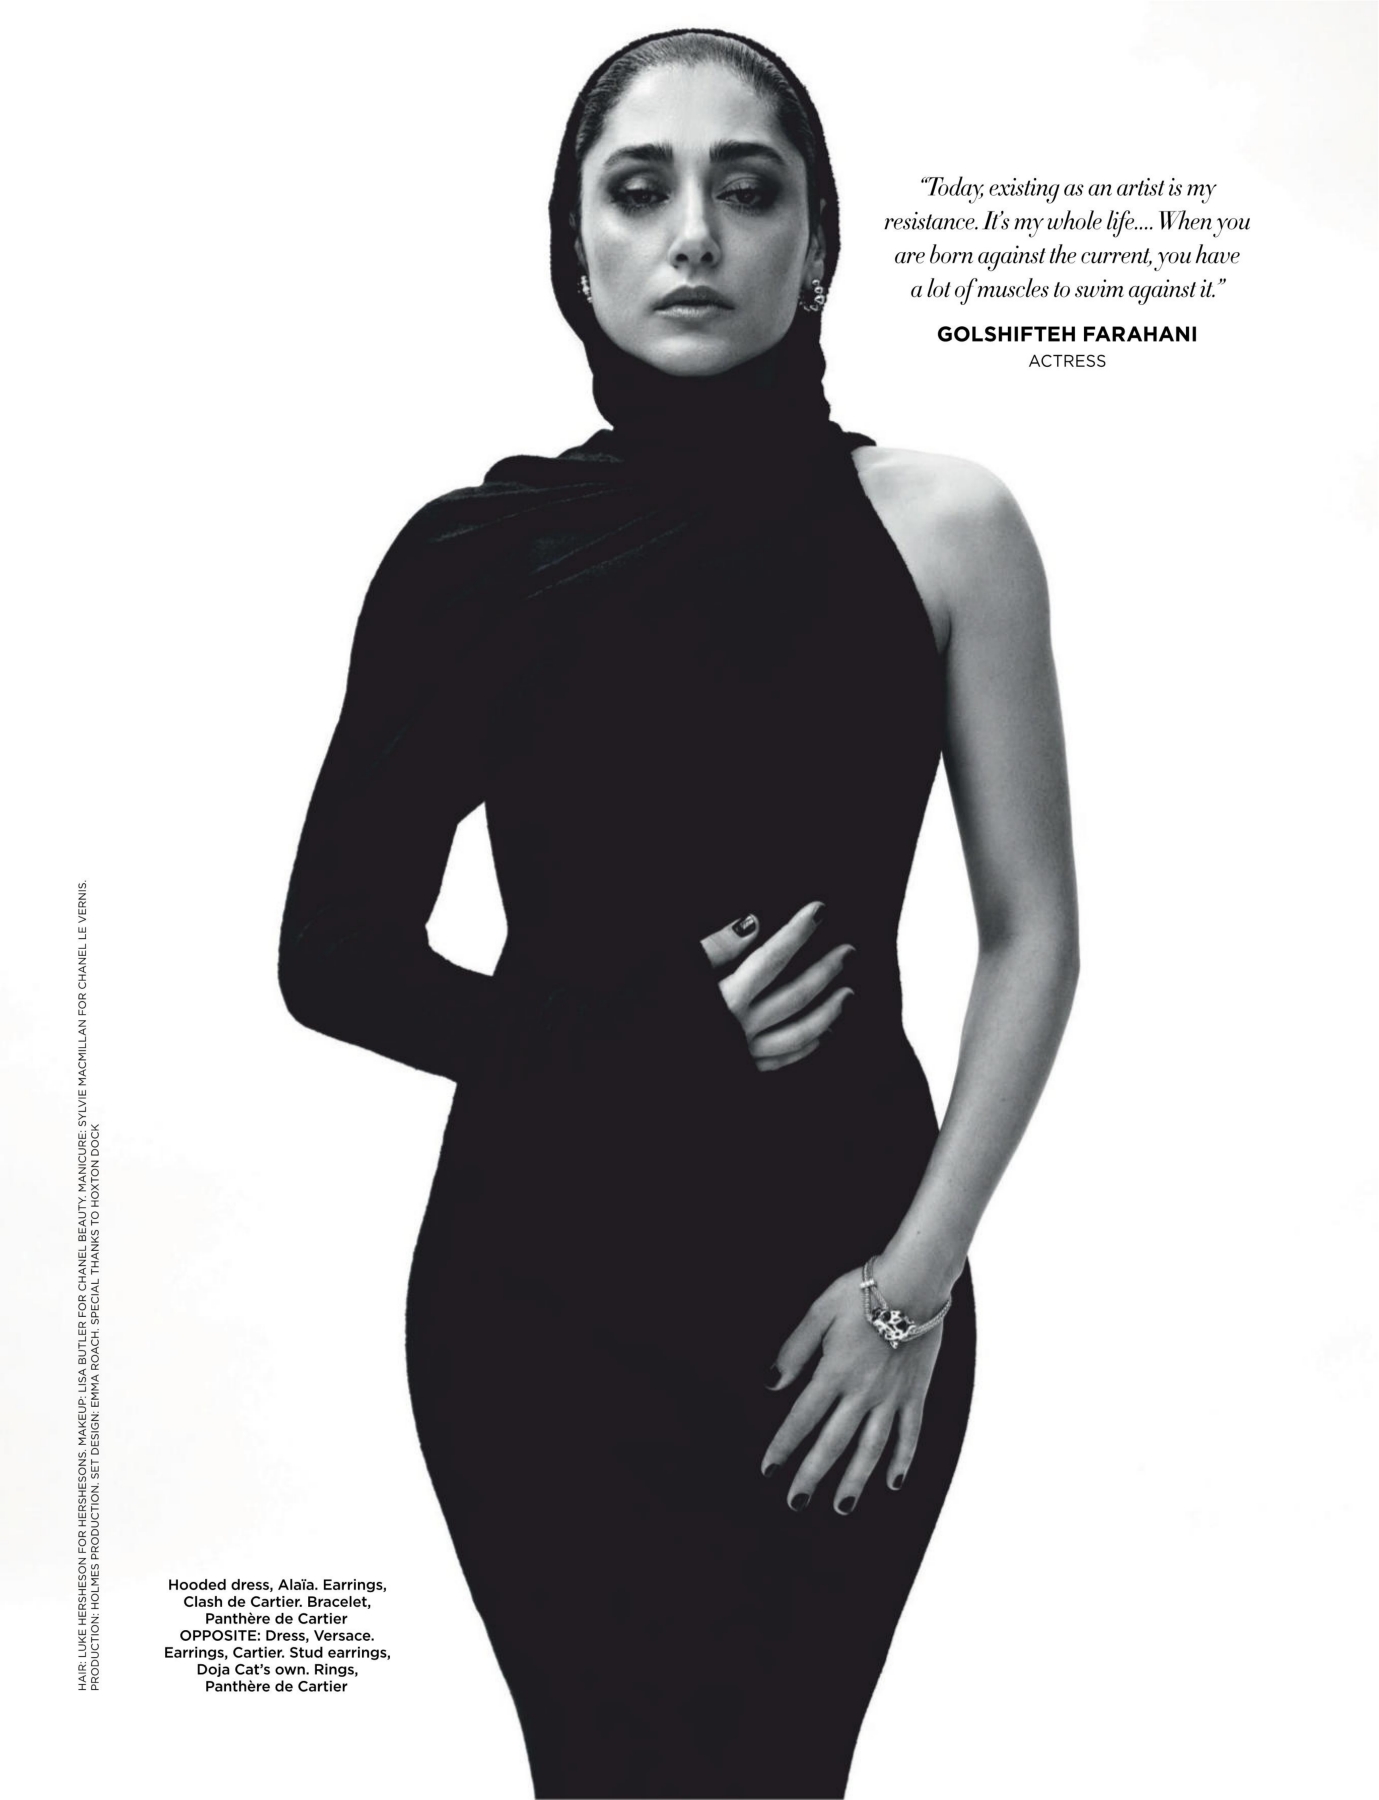 “Today, existing as an artist is my
resistance. It’s my whole life.... When you
are born against the current, you have
a lot of muscles to swim against it.”
GOLSHIFTEH FARAHANI
ACTRESS
HAIR: LUKE HERSHESON FOR HERSHESONS. MAKEUP: LISA BUTLER FOR CHANEL BEAUTY. MANICURE: SYLVIE MACMILLAN FOR CHANEL LE VERNIS.
PRODUCTION: HOLMES PRODUCTION. SET DESIGN: EMMA ROACH. SPECIAL THANKS TO HOXTON DOCK
Hooded dress, Alaïa. Earrings,
Clash de Cartier. Bracelet,
Panthère de Cartier
OPPOSITE: Dress, Versace.
Earrings, Cartier. Stud earrings,
Doja Cat’s own. Rings,
Panthère de Cartier